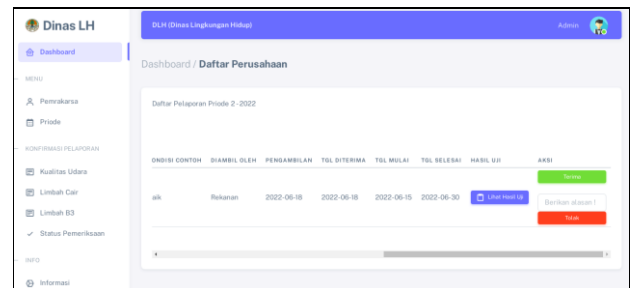 Dinas LH
DLH (Dinas Lingkungan Hidup)
Admin
Dashboard
Dashboard / Daftar Perusahaan
MENU
Pemrakarsa
Priode
KONFIRMASI PELAPORAN
Kualitas Udara
Limbah Cair
Limbah B3
Status Pemeriksaan
INFO
Informasi
Daftar Pelaporan Priode 2 -2022
ONDISI CONTOH DIAMBIL OLEH PENGAMBILAN TGL DITERIMA TGL MULAI TGL SELESAI HASIL UJI AKSI
Terima
aik Rekanan 2022-06-18 2022-06-18 2022-06-15 2022-06-30 Lihat Hasil Uji
Berikan alasan
Tolak